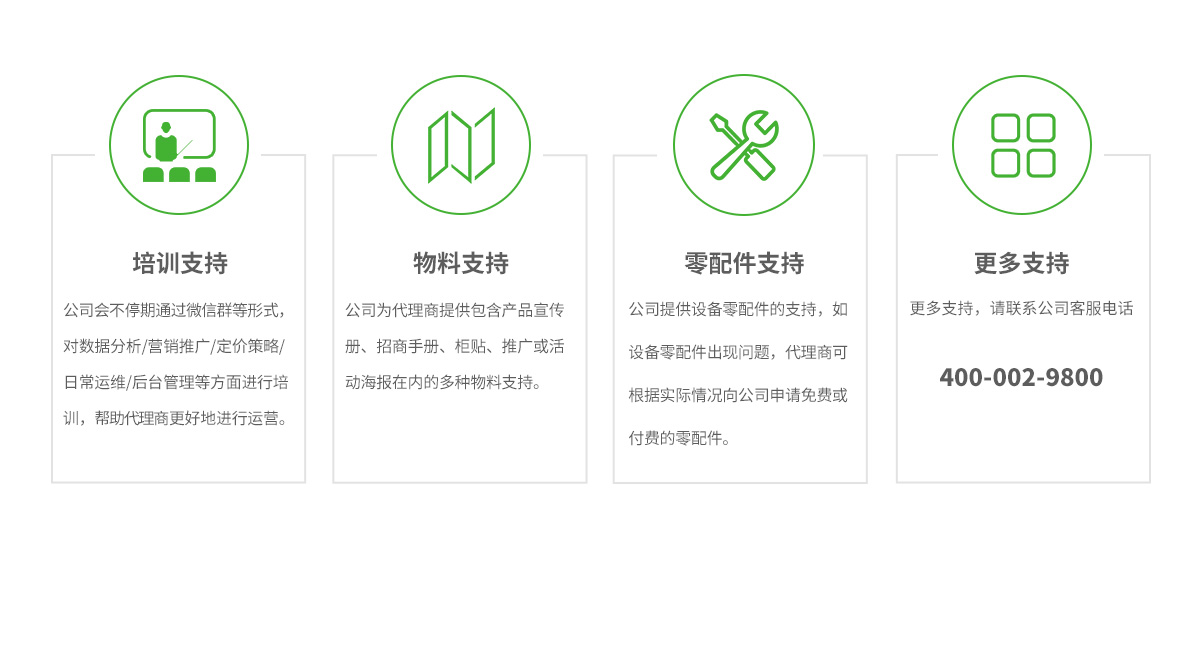 培训支持
公司会不停期通过微信群等形式，
对数据分析/营销推广/定价策略/
日常运维/后台管理等方面进行培
训，帮助代理商更好地进行运营。
物料支持
公司为代理商提供包含产品宣传
册、招商手册、柜贴、推广或活
动海报在内的多种物料支持。
零配件支持
公司提供设备零配件的支持，如
设备零配件出现问题，代理商可
根据实际情况向公司申请免费或
付费的零配件。
更多支持
更多支持，请联系公司客服电话
400-002-9800